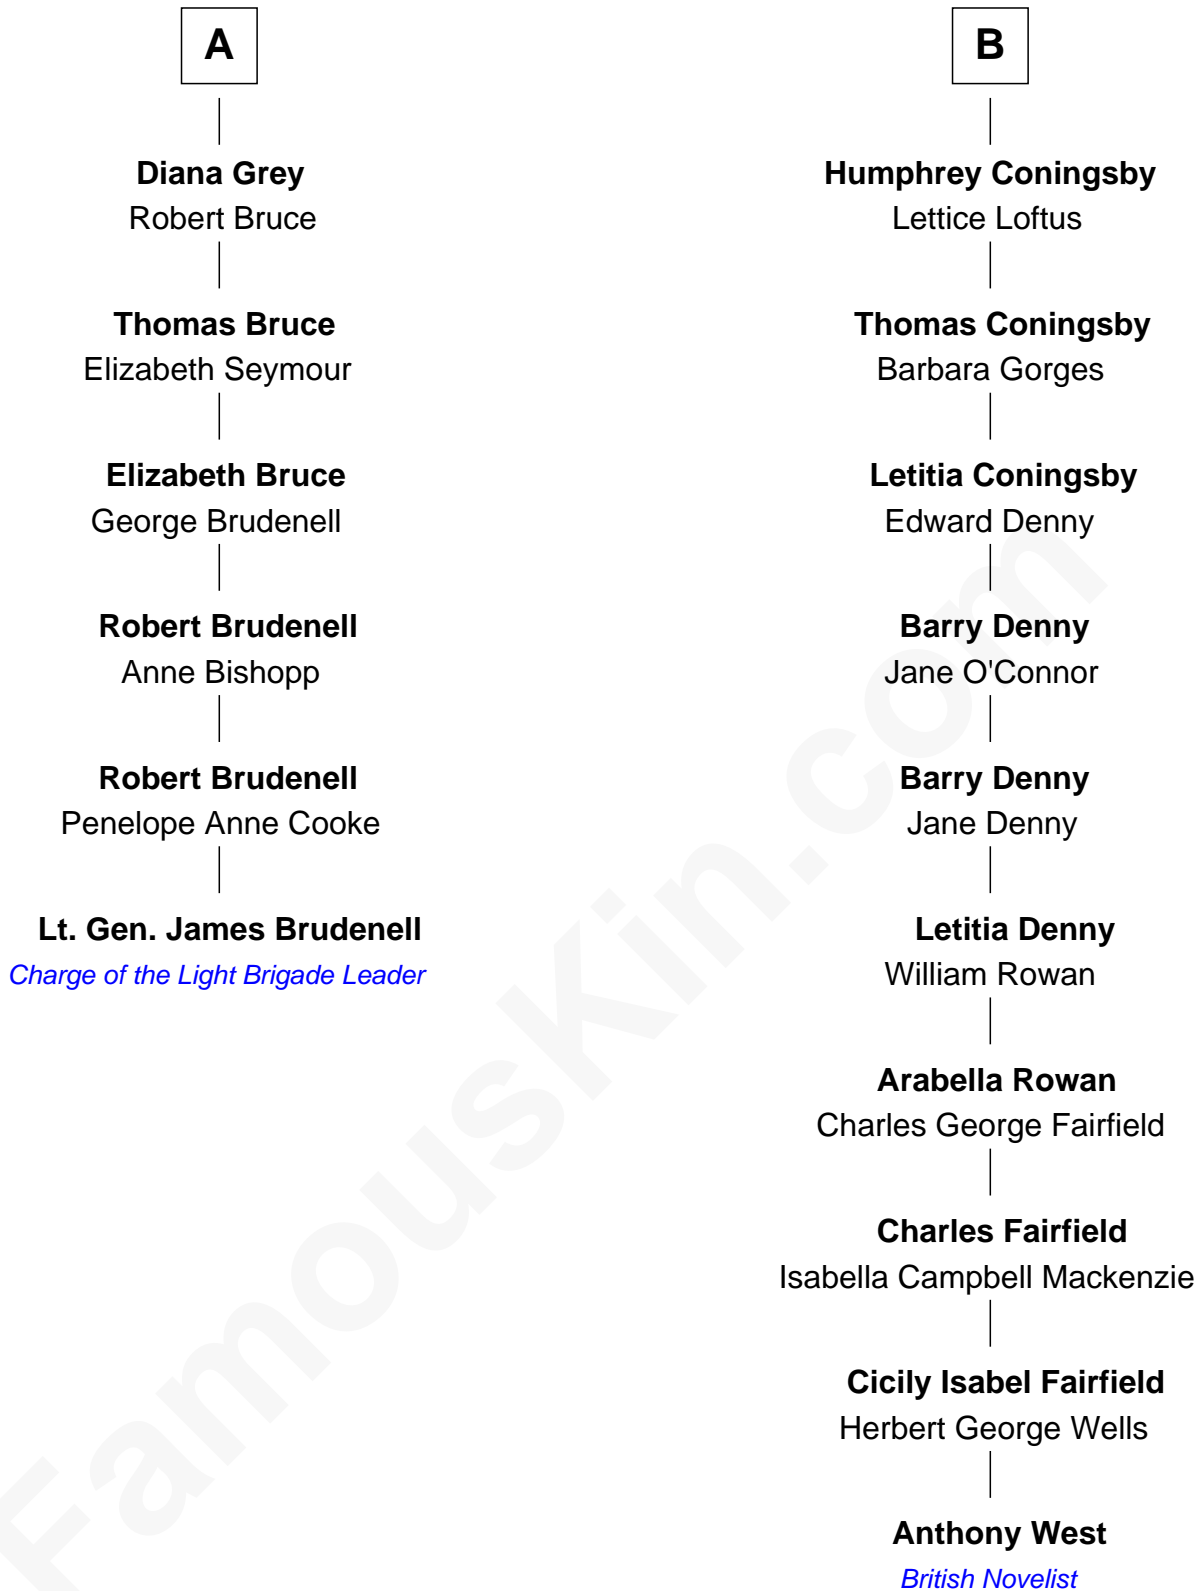 A
Diana Grey
Robert Bruce
Thomas Bruce
Elizabeth Seymour
Elizabeth Bruce
George Brudenell
Robert Brudenell
Anne Bishopp
Robert Brudenell
Penelope Anne Cooke
Lt. Gen. James Brudenell
Charge of the Light Brigade Leader
B
Humphrey Coningsby
Lettice Loftus
Thomas Coningsby
Barbara Gorges
Letitia Coningsby
Edward Denny
Barry Denny
Jane O'Connor
Barry Denny
Jane Denny
Letitia Denny
William Rowan
Arabella Rowan
Charles George Fairfield
Charles Fairfield
Isabella Campbell Mackenzie
Cicily Isabel Fairfield
Herbert George Wells
Anthony West
British Novelist
FamousKin.com